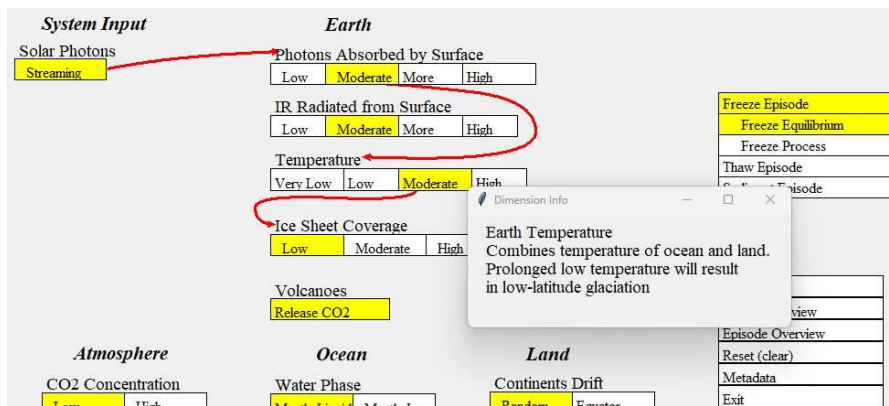 System Input
Earth
Solar Photons
Streaming
Photons Absorbed by Surface
Low Moderate More High
IR Radiated from Surface
Low Moderate More High
Temperature
Very Low Low Moderate High
Ice Sheet Coverage
Low Moderate High
Volcanoes
Release CO2
Freeze Episode
Freeze Equilibrium
Freeze Process
Thaw Episode
Episode
Dimension Info
Earth Temperature
Combines temperature of ocean and land.
Prolonged low temperature will result
in low-latitude glaciation
Episode Overview
Reset (clear)
Metadata
Exit
Atmosphere
Ocean
Land
CO2 Concentration
Water Phase
Continents Drift
Low High
Random Equator